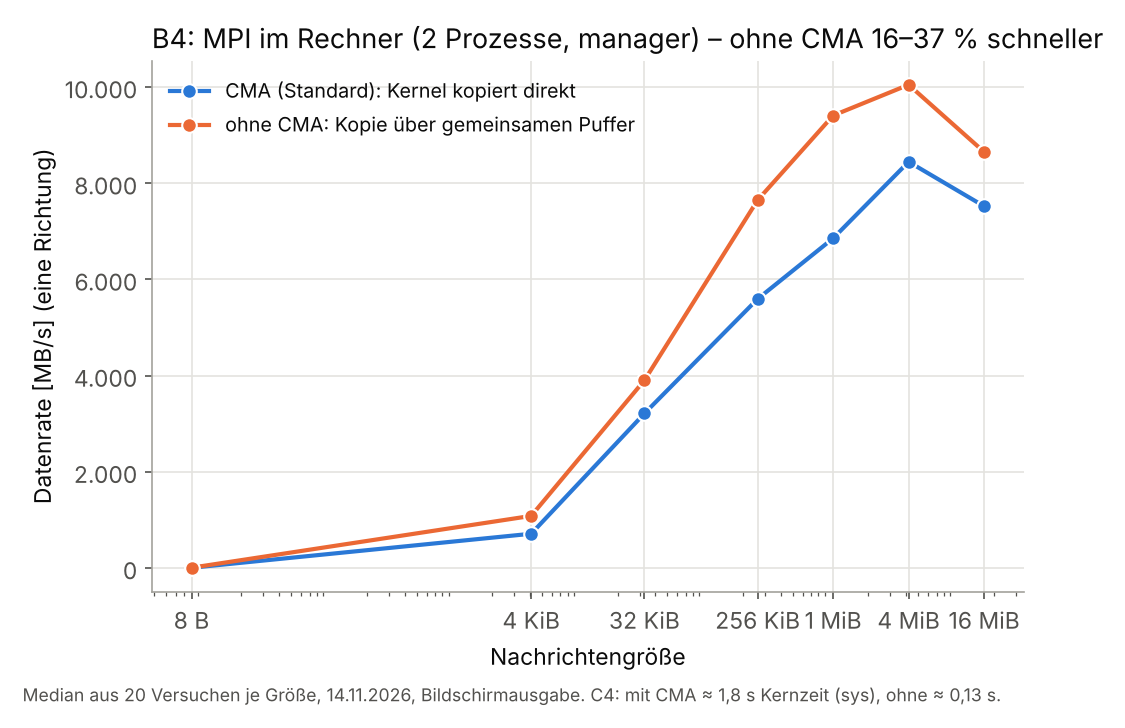 B4: MPI im Rechner (2 Prozesse, manager) – ohne CMA 16–37 % schneller
CMA (Standard): Kernel kopiert direkt
ohne CMA: Kopie über gemeinsamen Puffer
Datenrate [MB/s] (eine Richtung)
10.000
8.000
6.000
4.000
2.000
0
8 B 4 KiB 32 KiB 256 KiB 1 MiB 4 MiB 16 MiB
Nachrichtengröße
Median aus 20 Versuchen je Größe, 14.11.2026, Bildschirmausgabe. C4: mit CMA ≈ 1,8 s Kernzeit (sys), ohne ≈ 0,13 s.